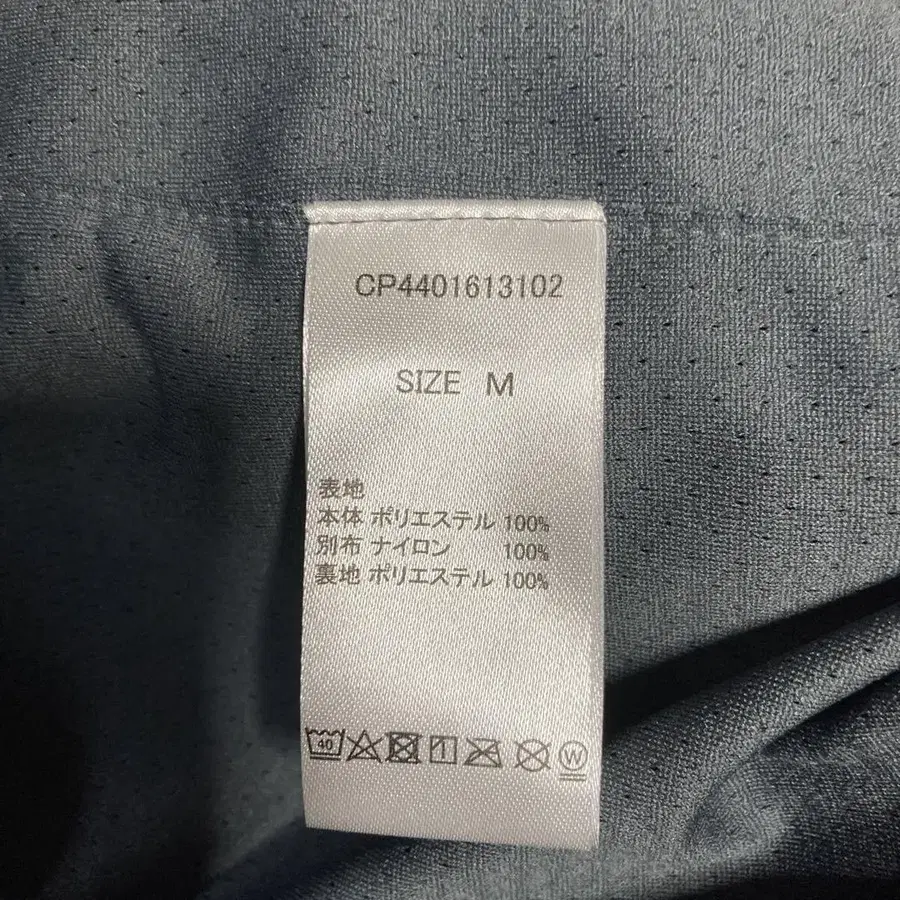 CP4401613102
SIZE M
表地
本体 ポリエステル 100%
別布 ナイロン 100%
裏地 ポリエステル 100%
40
W